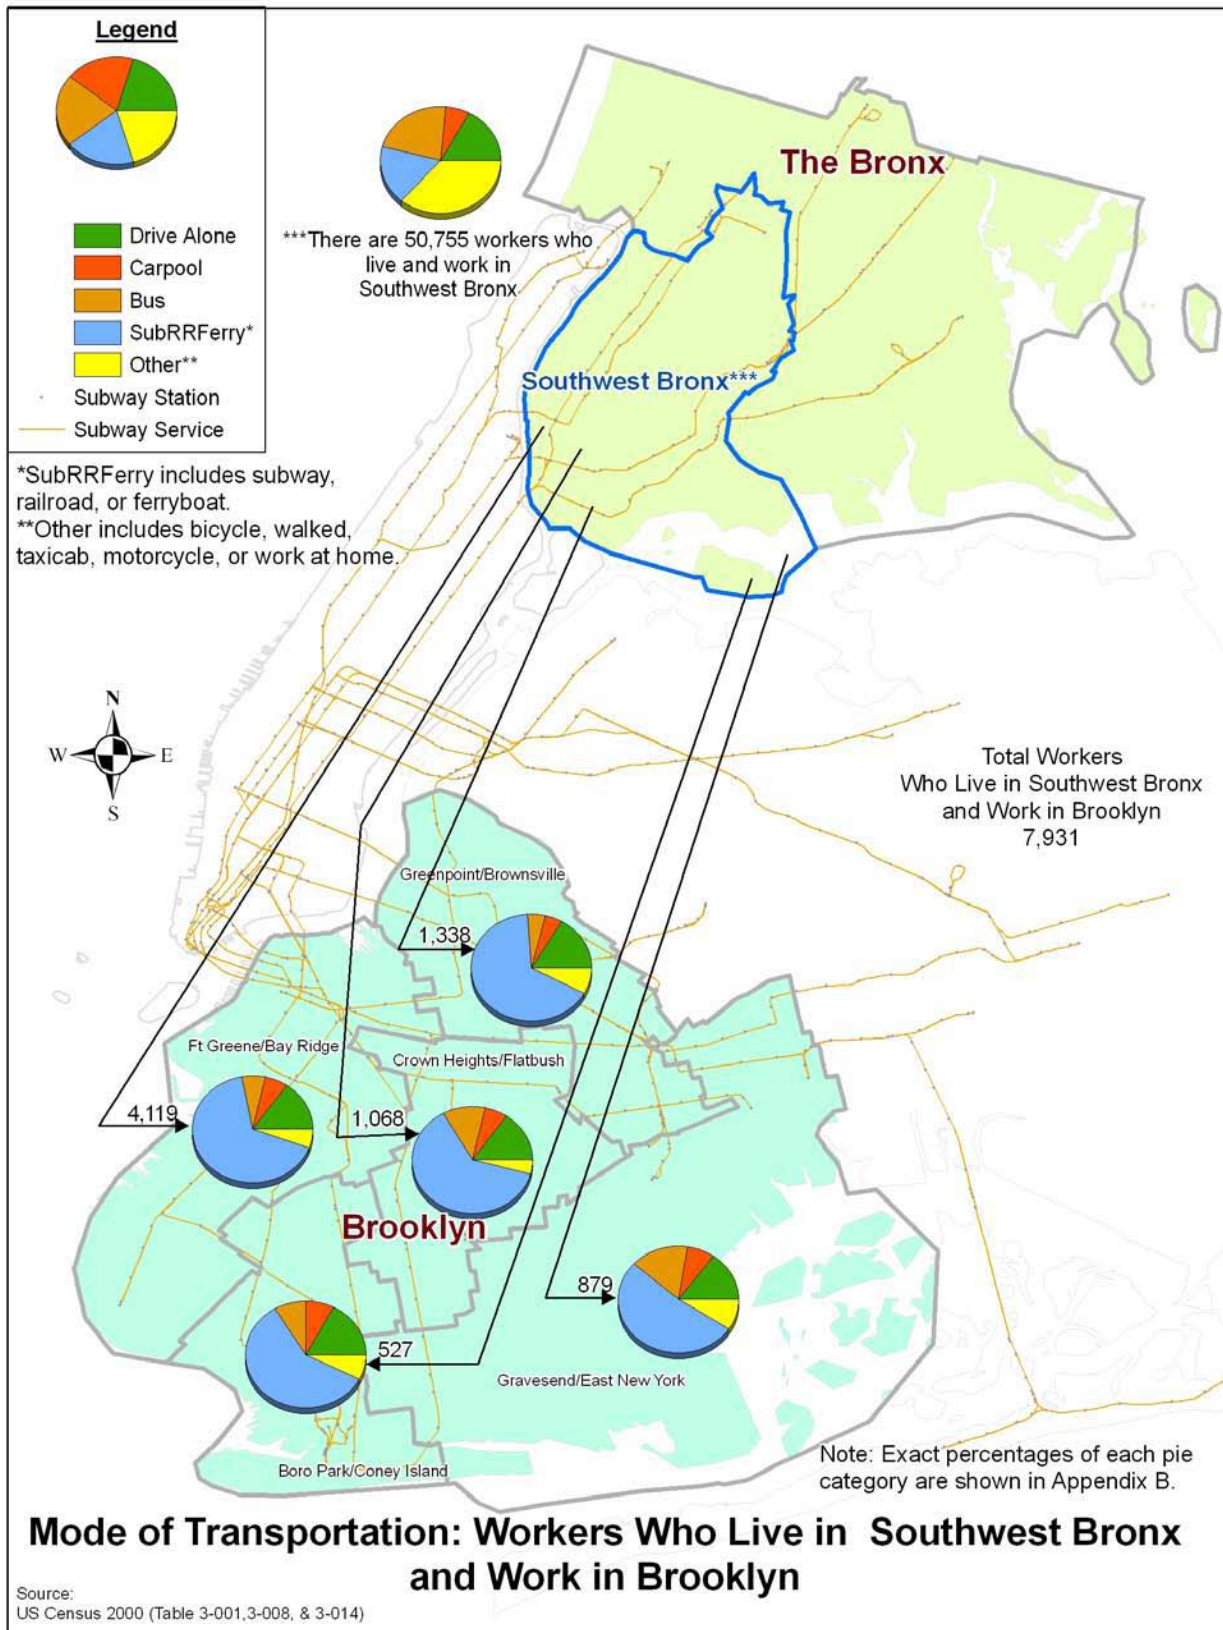 Legend
Drive Alone
Carpool
Bus
SubRRFerry*
Other**
Subway Station
Subway Service
*SubRRFerry includes subway,
railroad, or ferryboat.
**Other includes bicycle, walked,
taxicab, motorcycle, or work at home.
***There are 50,755 workers who
live and work in
Southwest Bronx
The Bronx
Southwest Bronx***
N
W
E
S
Total Workers
Who Live in Southwest Bronx
and Work in Brooklyn
7,931
Greenpoint/Brownsville
1,338
Ft Greene/Bay Ridge
Crown Heights/Flatbush
4,119
1,068
Brooklyn
879
527
Gravesend/East New York
Boro Park/Coney Island
Note: Exact percentages of each pie
category are shown in Appendix B.
Mode of Transportation: Workers Who Live in Southwest Bronx
and Work in Brooklyn
Source:
US Census 2000 (Table 3-001,3-008, & 3-014)